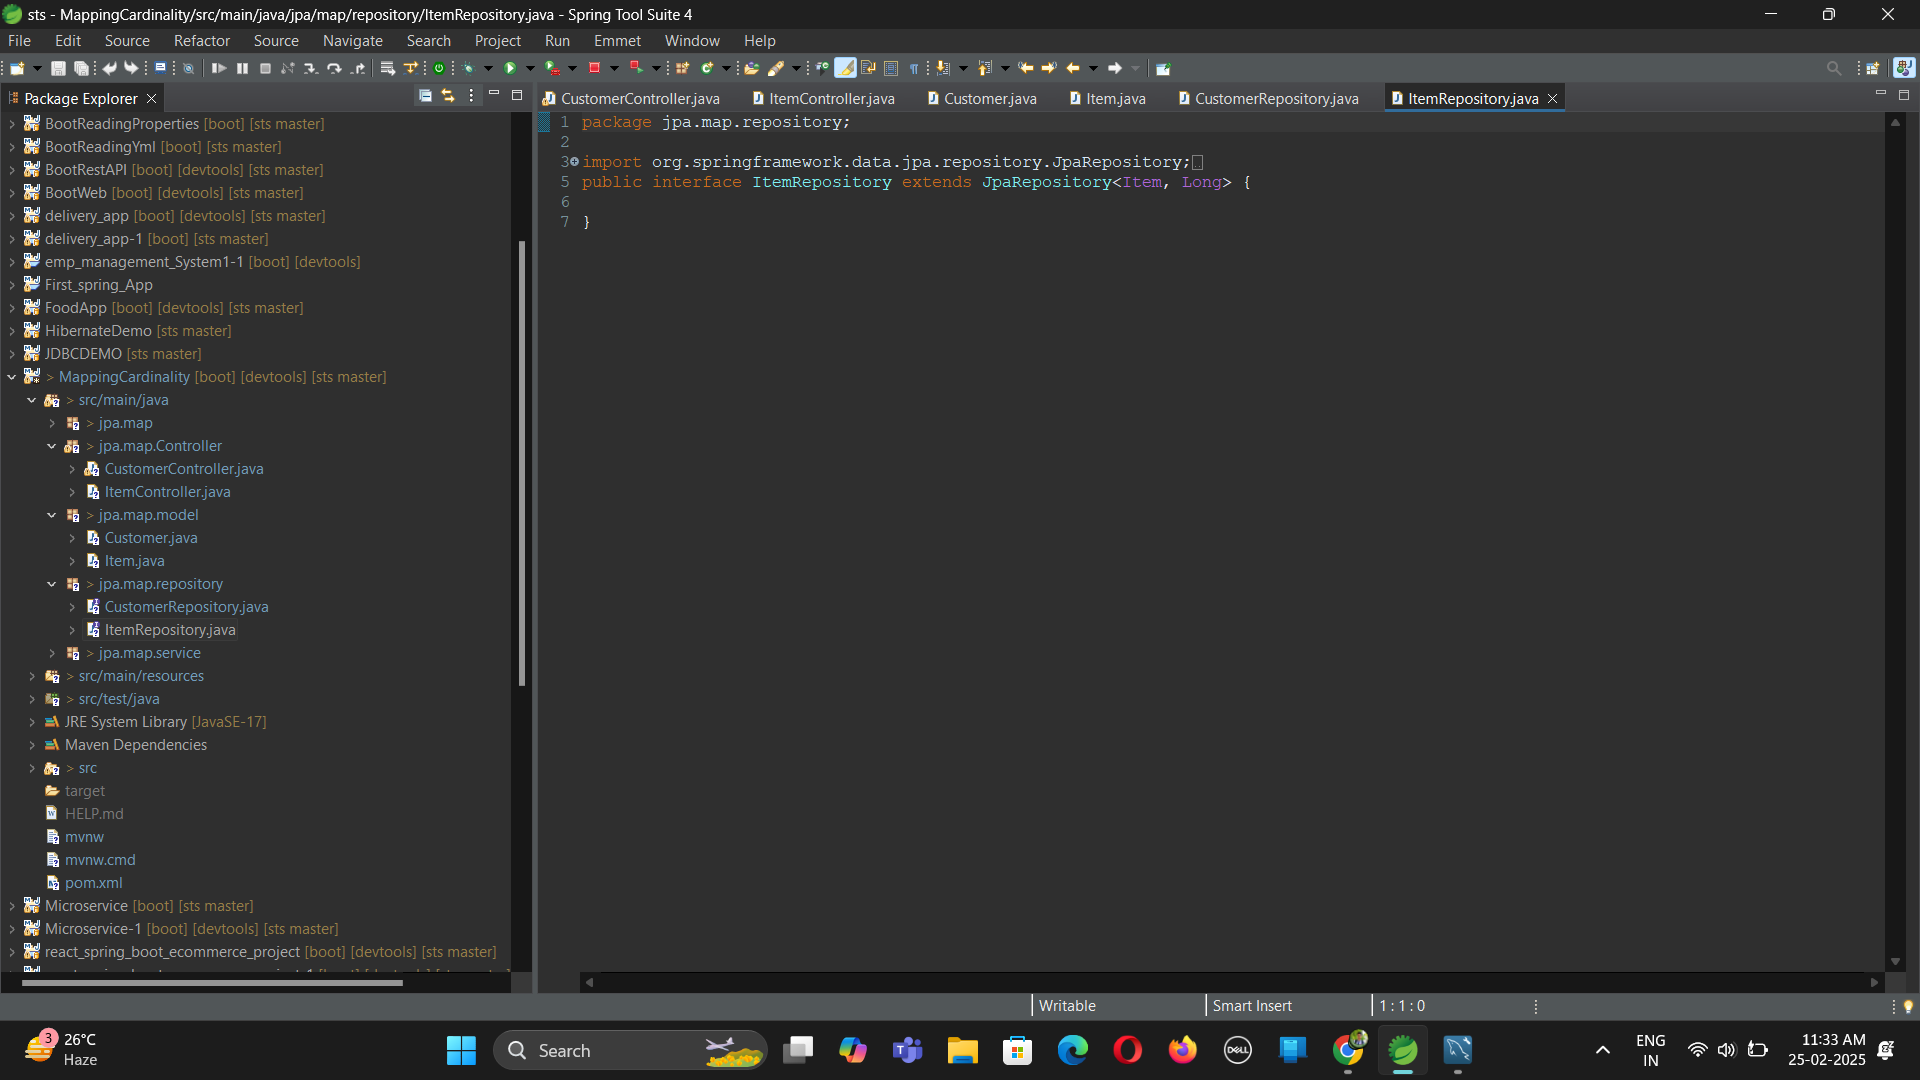 sts - MappingCardinality/src/main/java/jpa/map/repository/ItemRepository.java - Spring Tool Suite 4
File Edit Source Refactor Source Navigate Search Project Run Emmet Window Help
Package Explorer
CustomerController.java ItemController.java Customer.java Item.java CustomerRepository.java ItemRepository.java
BootReadingProperties [boot] [sts master]
BootReadingYml [boot] [sts master]
BootRestAPI [boot] [devtools] [sts master]
BootWeb [boot] [devtools] [sts master]
delivery_app [boot] [devtools] [sts master]
delivery_app-1 [boot] [sts master]
emp_management_System1-1 [boot] [devtools]
First_spring_App
FoodApp [boot] [devtools] [sts master]
HibernateDemo [sts master]
JDBCDEMO [sts master]
> MappingCardinality [boot] [devtools] [sts master]
> src/main/java
> jpa.map
> jpa.map.Controller
CustomerController.java
ItemController.java
> jpa.map.model
Customer.java
Item.java
> jpa.map.repository
CustomerRepository.java
ItemRepository.java
> jpa.map.service
> src/main/resources
> src/test/java
JRE System Library [JavaSE-17]
Maven Dependencies
> src
target
HELP.md
mvnw
mvnw.cmd
pom.xml
Microservice [boot] [sts master]
Microservice-1 [boot] [devtools] [sts master]
react_spring_boot_ecommerce_project [boot] [devtools] [sts master]
1 package jpa.map.repository;
2
3 import org.springframework.data.jpa.repository.JpaRepository;
5 public interface ItemRepository extends JpaRepository<Item, Long> {
6
7 }
Writable Smart Insert 1 : 1 : 0
3
26°C
Haze
Search
DELL
ENG
IN
11:33 AM
25-02-2025